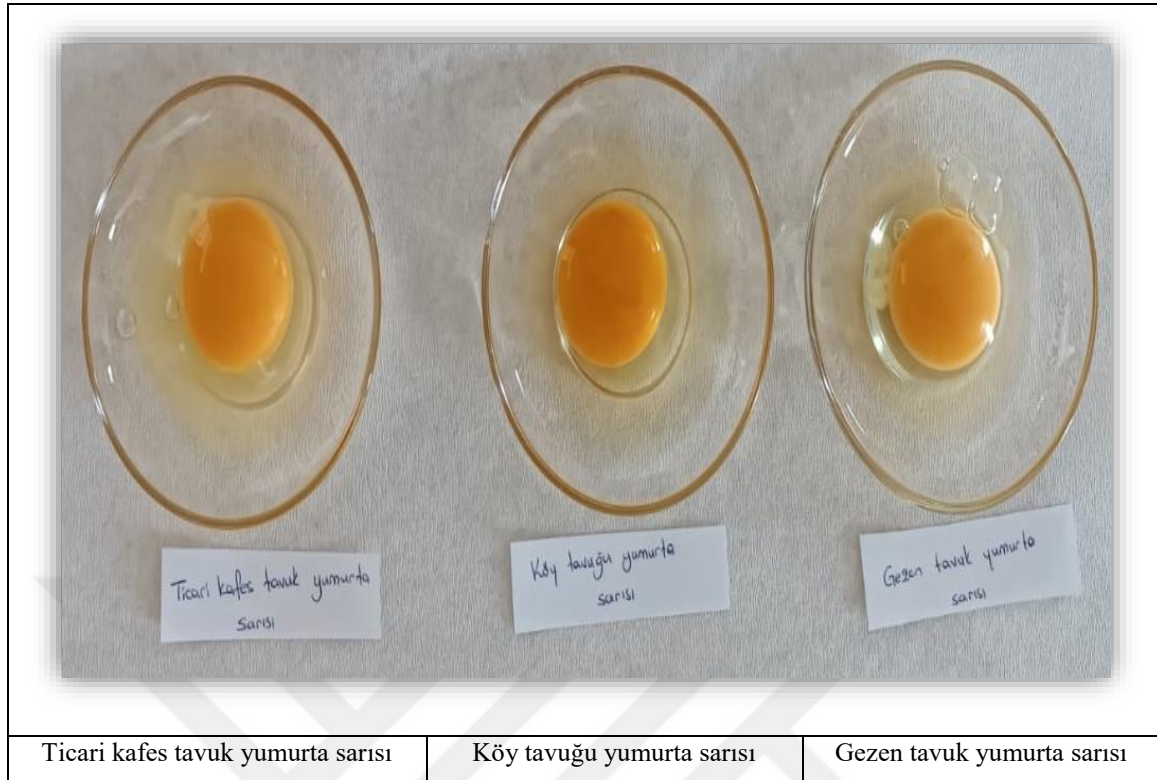 Ticari kafes tavuk yumurta
sarısı
Köy tavuğu yumurta
sarısı
Gezen tavuk yumurta
sarısı
Ticari kafes tavuk yumurta sarısı
Köy tavuğu yumurta sarısı
Gezen tavuk yumurta sarısı